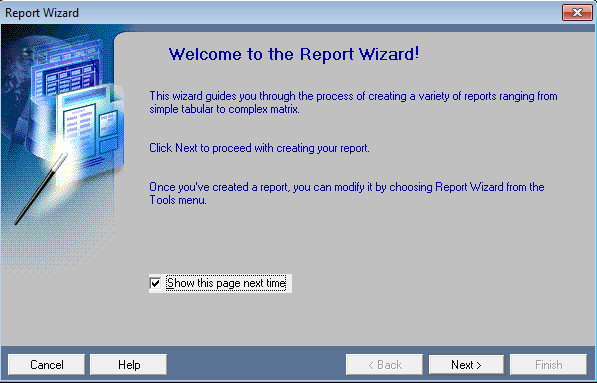 Report Wizard
Welcome to the Report Wizard!
This wizard guides you through the process of creating a variety of reports ranging from
simple tabular to complex matrix.
Click Next to proceed with creating your report.
Once you've created a report, you can modify it by choosing Report Wizard from the
Tools menu.
Show this page next time
Cancel Help < Back Next > Finish